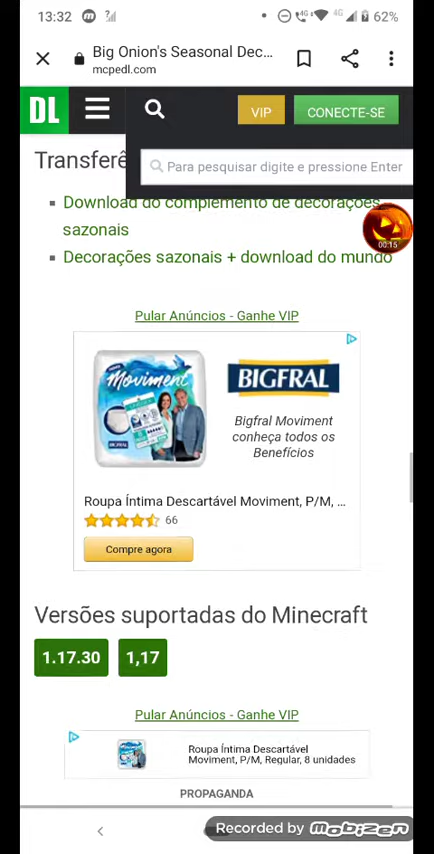 13:32 62%
4G 4G
Big Onion's Seasonal Dec...
mcpedl.com
DL VIP CONECTE-SE
Transferê
Para pesquisar digite e pressione Enter
Download do complemento de decorações
sazonais
00:15
Decorações sazonais + download do mundo
Pular Anúncios - Ganhe VIP
Moviment
BIGFRAL
BIGFRAL
Bigfral Moviment
conheça todos os
Benefícios
Roupa Íntima Descartável Moviment, P/M, ...
66
Compre agora
Versões suportadas do Minecraft
1.17.30 1,17
Pular Anúncios - Ganhe VIP
Roupa Íntima Descartável
Moviment, P/M, Regular, 8 unidades
PROPAGANDA
Recorded by mobizen